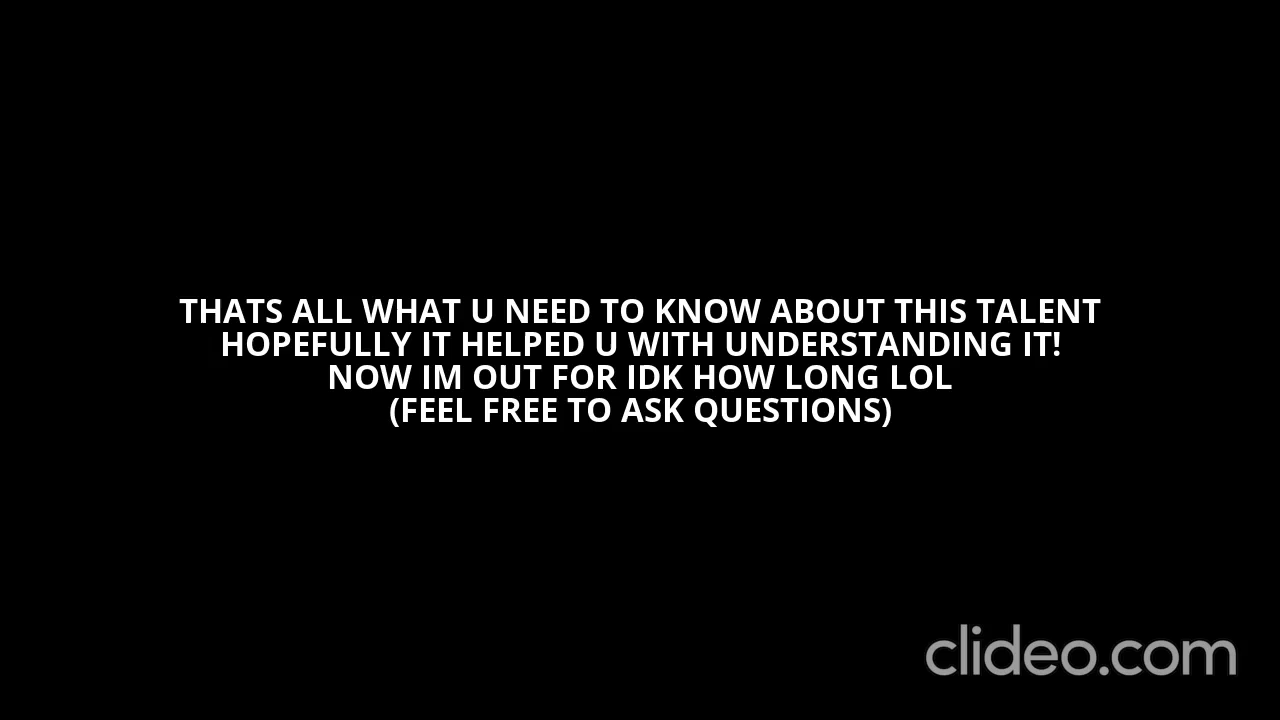 THATS ALL WHAT U NEED TO KNOW ABOUT THIS TALENT
HOPEFULLY IT HELPED U WITH UNDERSTANDING IT!
NOW IM OUT FOR IDK HOW LONG LOL
(FEEL FREE TO ASK QUESTIONS)
clideo.com